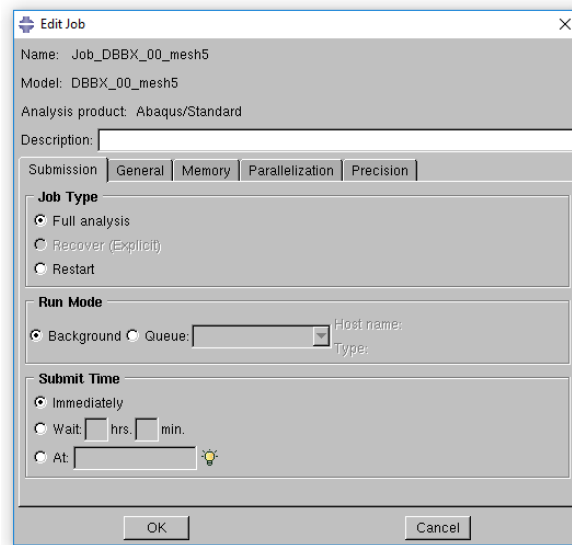 Edit Job
Name: Job_DBBX_00_mesh5
Model: DBBX_00_mesh5
Analysis product: Abaqus/Standard
Description:
Submission General Memory Parallelization Precision
Job Type
Full analysis
Recover (Explicit)
Restart
Run Mode
Background Queue: Host name:
Type:
Submit Time
Immediately
Wait: hrs. min.
At:
OK Cancel